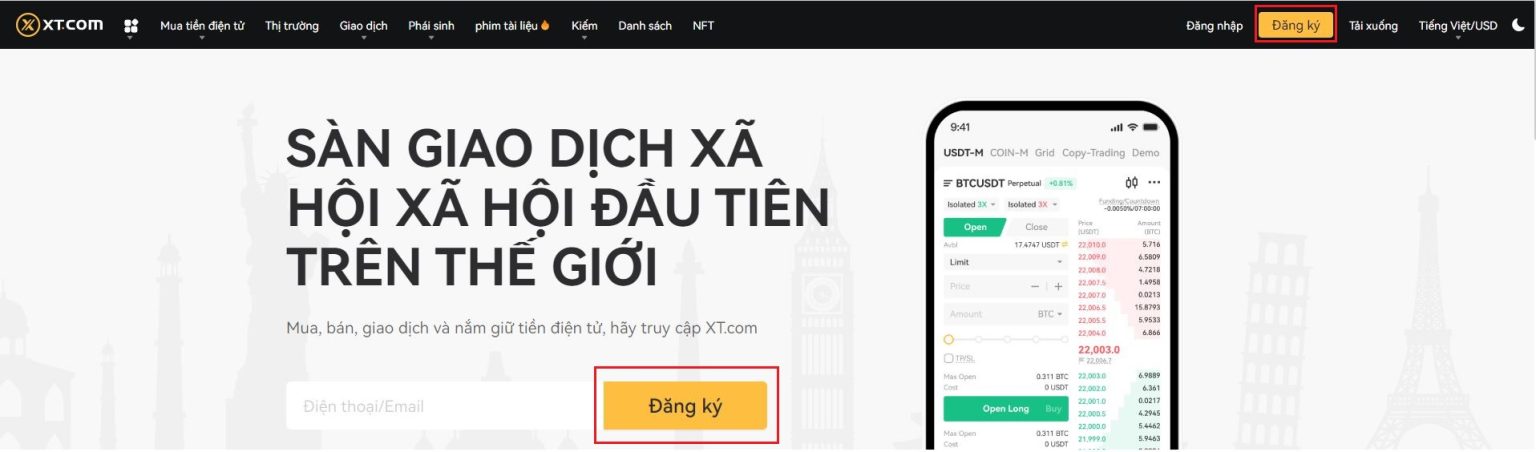 XT.COM Mua tiền điện tử Thị trường Giao dịch Phái sinh phim tài liệu Kiếm Danh sách NFT Đăng nhập Đăng ký Tải xuống Tiếng Việt/USD
SÀN GIAO DỊCH XÃ
HỘI XÃ HỘI ĐẦU TIÊN
TRÊN THẾ GIỚI
Mua, bán, giao dịch và nắm giữ tiền điện tử, hãy truy cập XT.com
Điện thoại/Email Đăng ký
9:41
USDT-M COIN-M Grid Copy-Trading Demo
BTCUSDT Perpetual +0.81%
Isolated 3X Isolated 3X Funding/Countdown
-0.0050%/07:00:00
Open Close Price Amount
(USDT) (BTC)
Avbl 17.4747 USDT 22,010.0 5.716
22,009.0 6.5809
Limit 22,008.0 4.7218
22,007.5 1.4958
Price 22,007.0 0.0213
22,006.5 15.8793
Amount BTC 22,005.5 5.9533
22,004.0 6.866
22,003.0
TP/SL 22,006.7
Max Open 0.311 BTC 22,003.0 6.9889
Cost 0 USDT 22,002.0 6.361
22,001.0 0.0217
Open Long Buy 22,000.5 4.2945
22,000.0 5.4462
Max Open 0.311 BTC 21,999.0 5.9463
Cost 0 USDT